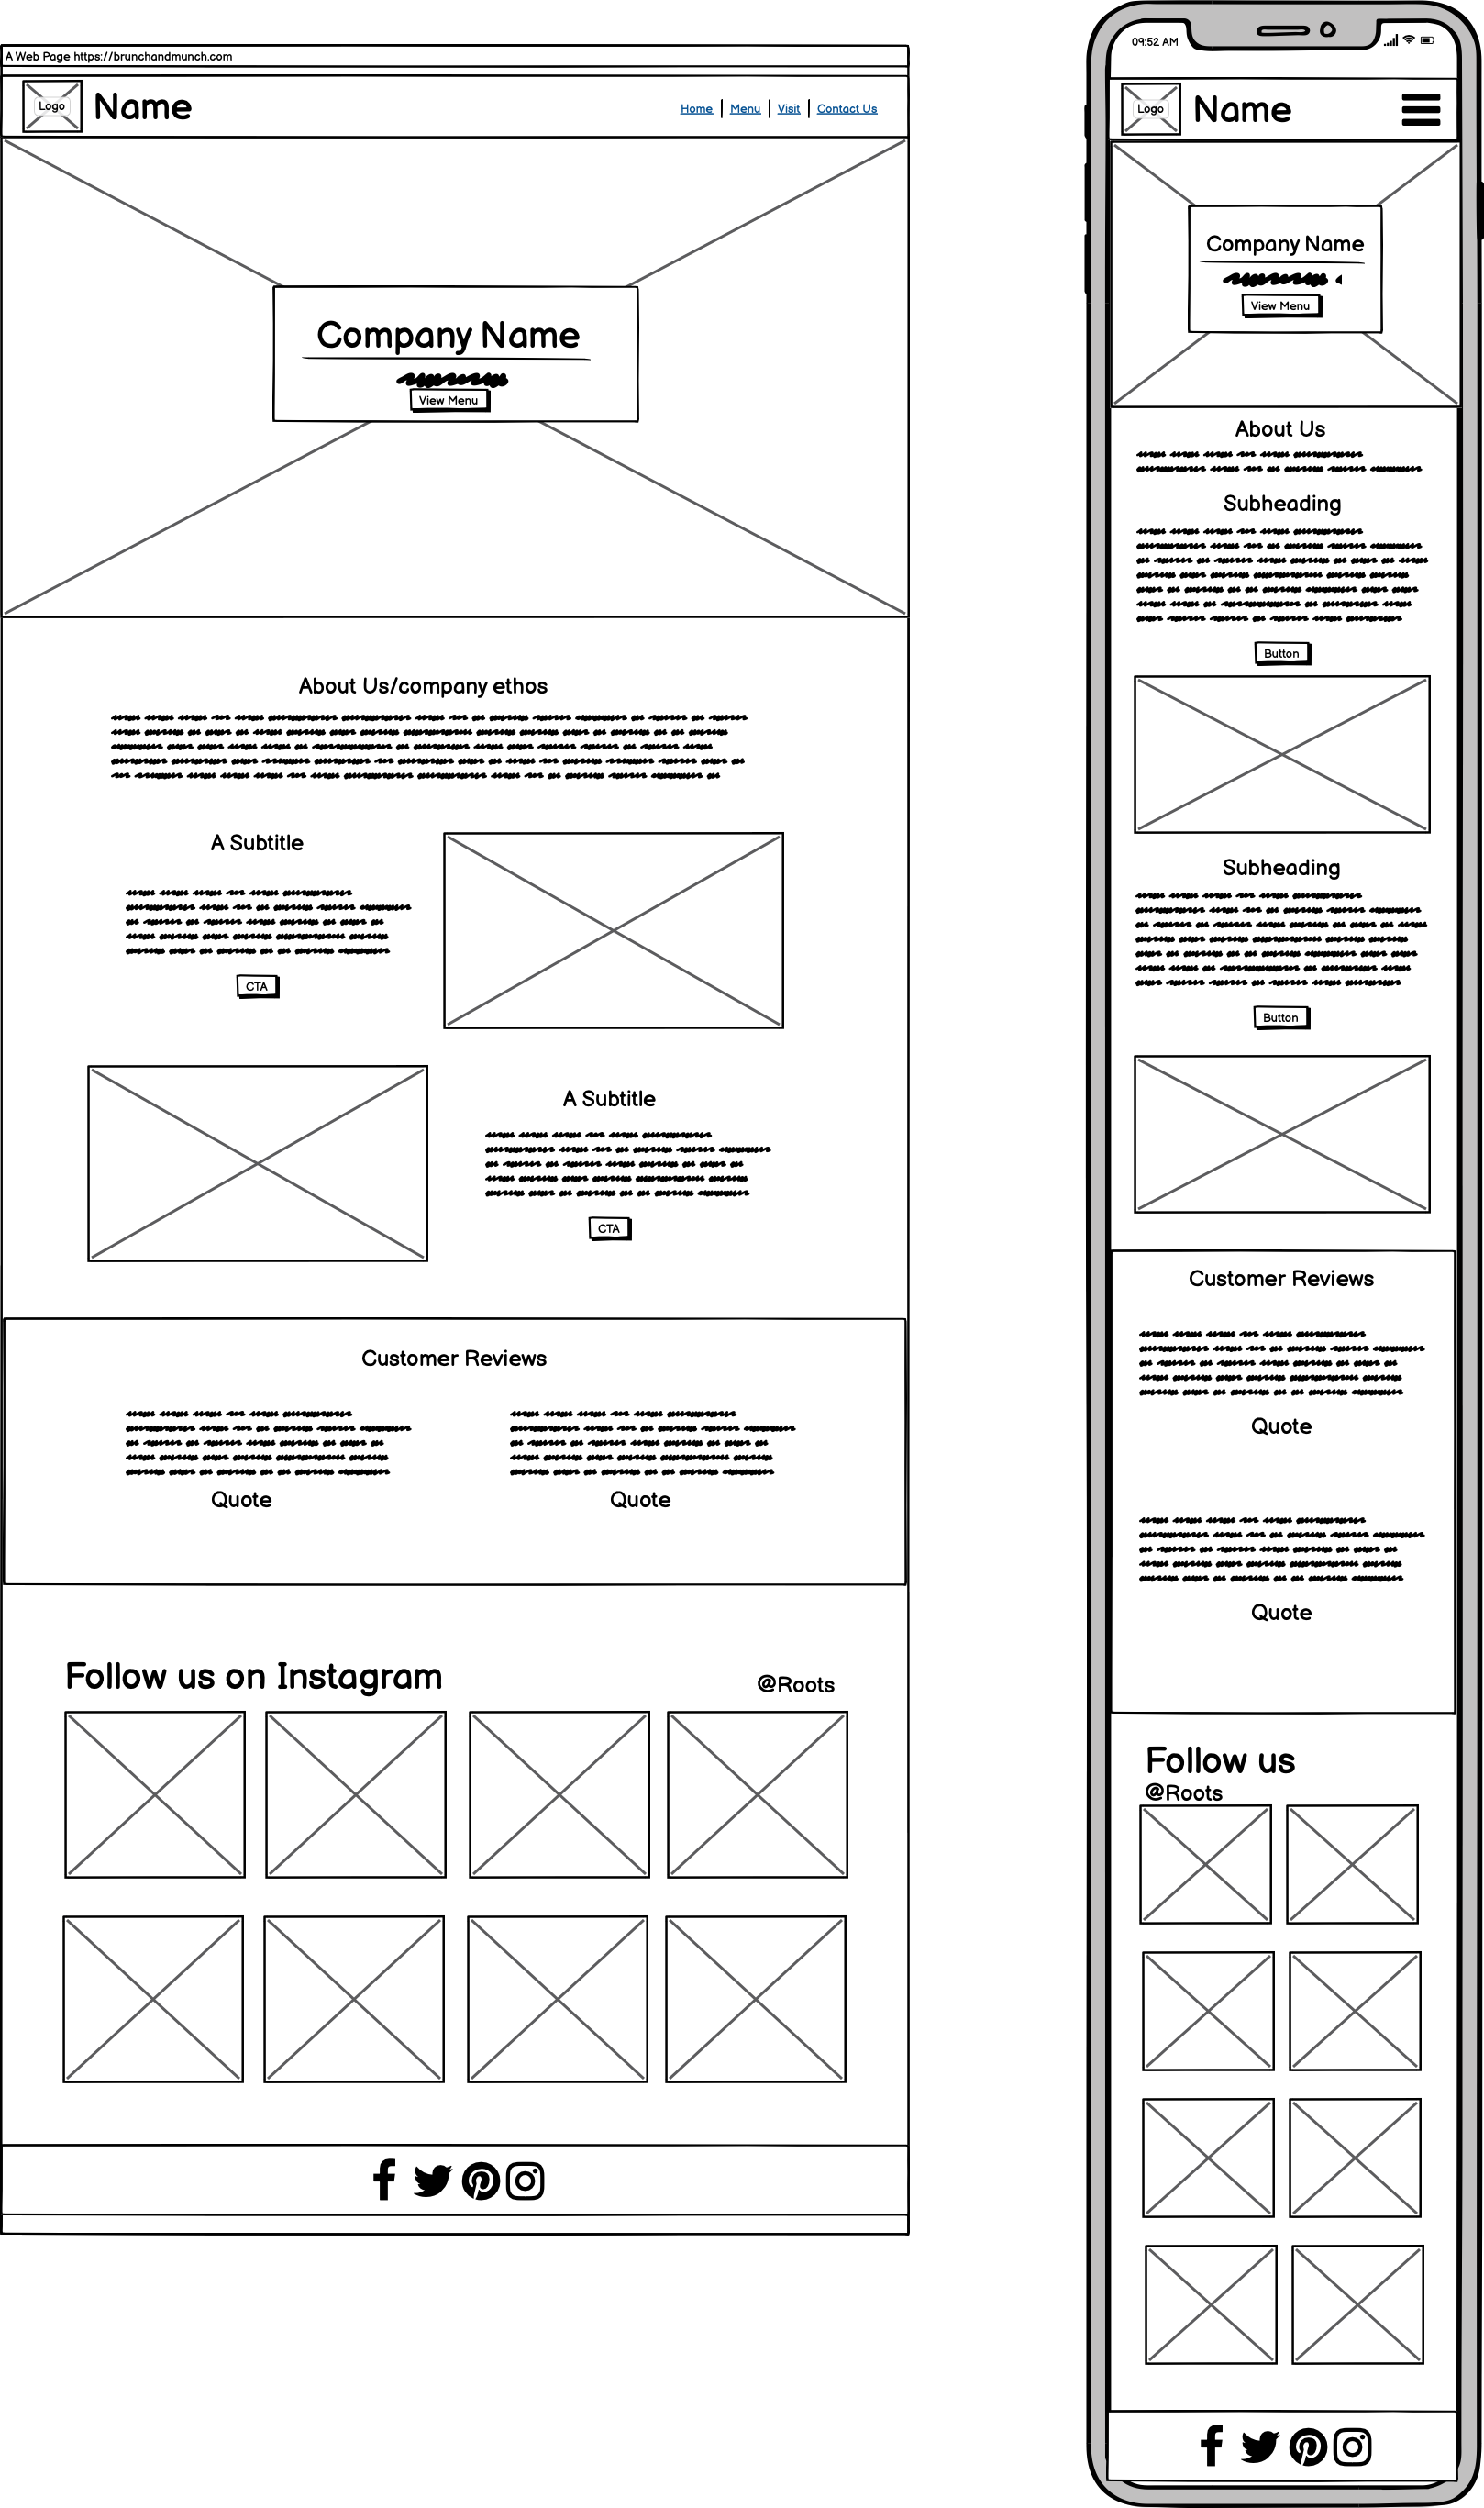 A Web Page https://brunchandmunch.com
Logo
Name
Home | Menu | Visit | Contact Us
Company Name
View Menu
About Us/company ethos
A Subtitle
CTA
A Subtitle
CTA
Customer Reviews
Quote
Quote
Follow us on Instagram
@Roots
09:52 AM
Logo
Name
Company Name
View Menu
About Us
Subheading
Button
Subheading
Button
Customer Reviews
Quote
Quote
Follow us
@Roots